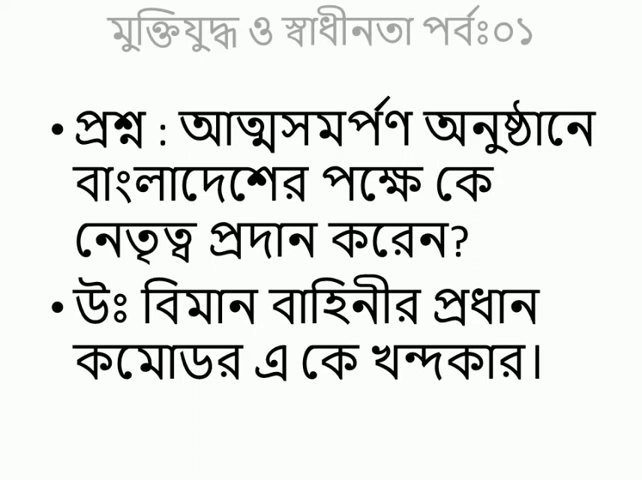 মুক্তিযুদ্ধ ও স্বাধীনতা পর্বঃ০১
• প্রশ্ন : আত্মসমর্পণ অনুষ্ঠানে
বাংলাদেশের পক্ষে কে
নেতৃত্ব প্রদান করেন?
• উঃ বিমান বাহিনীর প্রধান
কমোডর এ কে খন্দকার।